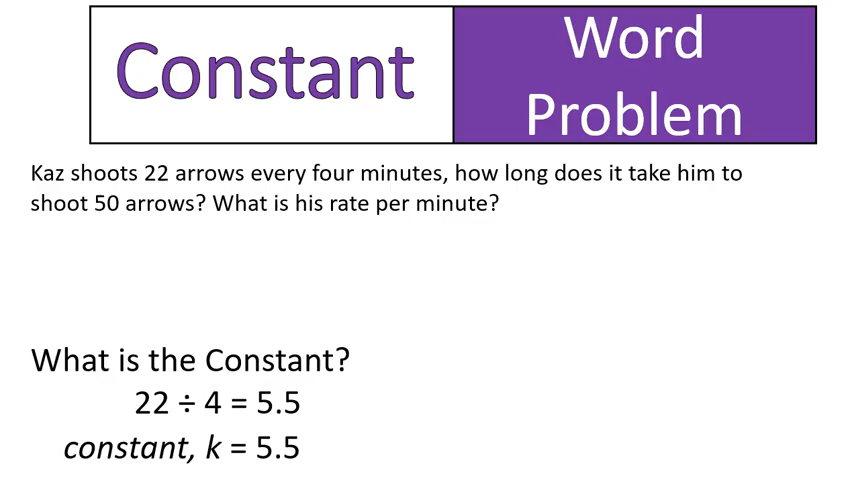 Constant
Word
Problem
Kaz shoots 22 arrows every four minutes, how long does it take him to
shoot 50 arrows? What is his rate per minute?
What is the Constant?
22 ÷ 4 = 5.5
constant, k = 5.5